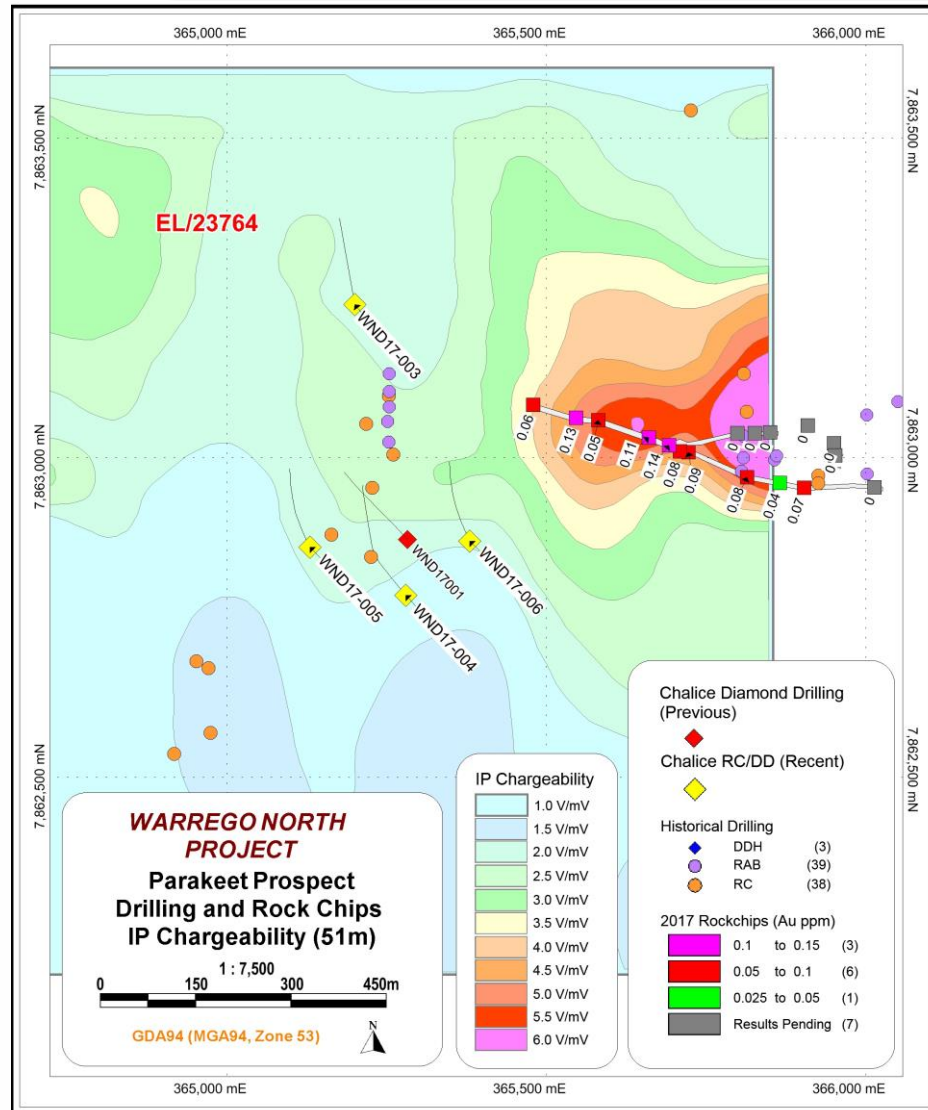 365,000 mE
365,500 mE
366,000 mE
7,863,500 mN
7,863,500 mN
EL/23764
WND17-003
0.06
0.13
0.05
0.11
0.14
0.08
0.09
0
0
0
0
0
0
0.08
0.04
0.07
0
7,863,000 mN
7,863,000 mN
WND17-005
WND17001
WND17-006
WND17-004
7,862,500 mN
7,862,500 mN
WARREGO NORTH
PROJECT
Parakeet Prospect
Drilling and Rock Chips
IP Chargeability (51m)
1 : 7,500
0 150 300 450m
GDA94 (MGA94, Zone 53)
N
IP Chargeability
1.0 V/mV
1.5 V/mV
2.0 V/mV
2.5 V/mV
3.0 V/mV
3.5 V/mV
4.0 V/mV
4.5 V/mV
5.0 V/mV
5.5 V/mV
6.0 V/mV
Chalice Diamond Drilling
(Previous)
Chalice RC/DD (Recent)
Historical Drilling
DDH (3)
RAB (39)
RC (38)
2017 Rockchips (Au ppm)
0.1 to 0.15 (3)
0.05 to 0.1 (6)
0.025 to 0.05 (1)
Results Pending (7)
365,000 mE
365,500 mE
366,000 mE